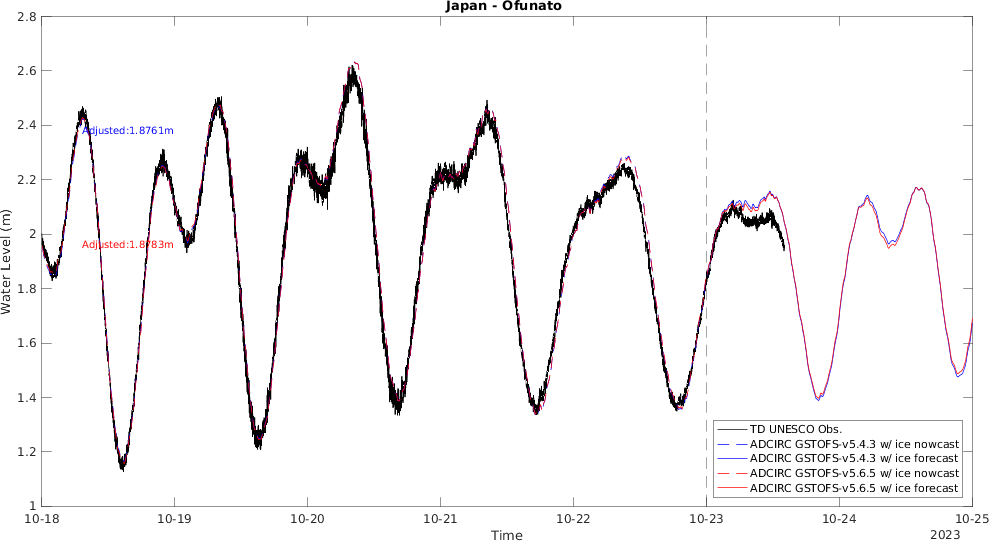 Japan - Ofunato
Water Level (m)
2.8
2.6
2.4
2.2
2
1.8
1.6
1.4
1.2
1
Adjusted:1.8761m
Adjusted:1.8783m
TD UNESCO Obs.
ADCIRC GSTOFS-v5.4.3 w/ ice nowcast
ADCIRC GSTOFS-v5.4.3 w/ ice forecast
ADCIRC GSTOFS-v5.6.5 w/ ice nowcast
ADCIRC GSTOFS-v5.6.5 w/ ice forecast
10-18 10-19 10-20 10-21 10-22 10-23 10-24 10-25
Time
2023